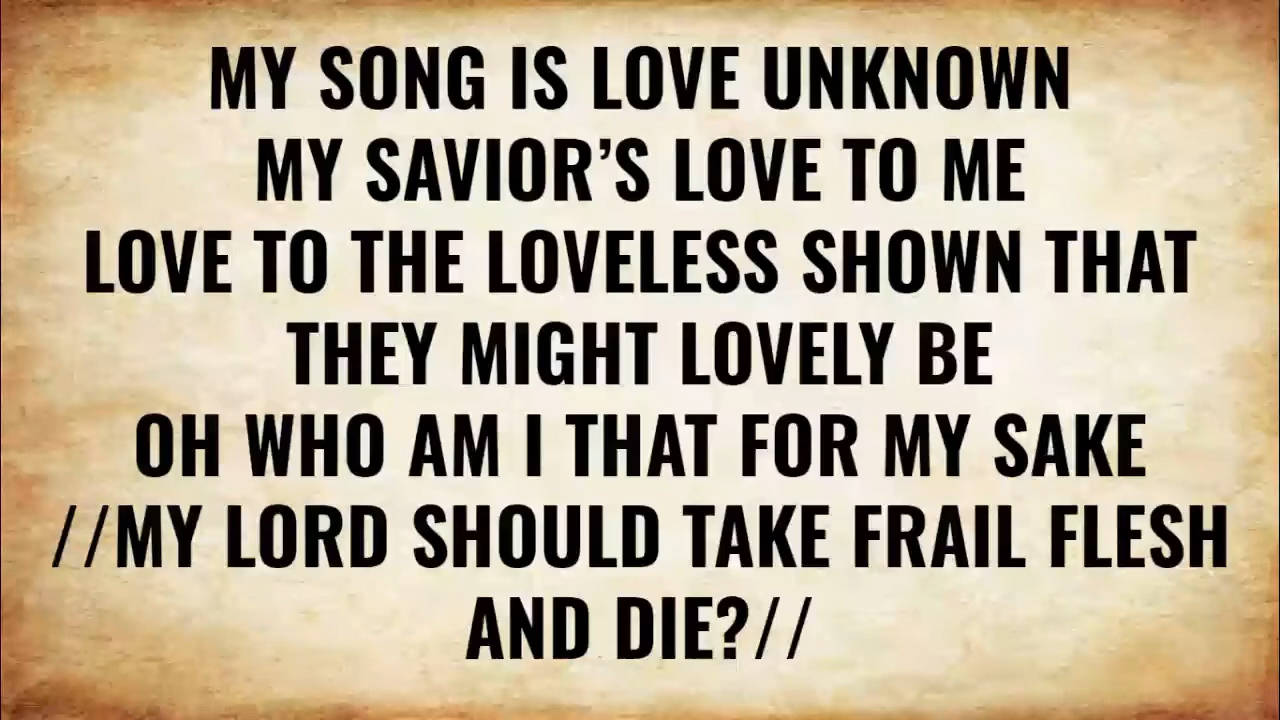 MY SONG IS LOVE UNKNOWN
MY SAVIOR’S LOVE TO ME
LOVE TO THE LOVELESS SHOWN THAT
THEY MIGHT LOVELY BE
OH WHO AM I THAT FOR MY SAKE
//MY LORD SHOULD TAKE FRAIL FLESH
AND DIE?//